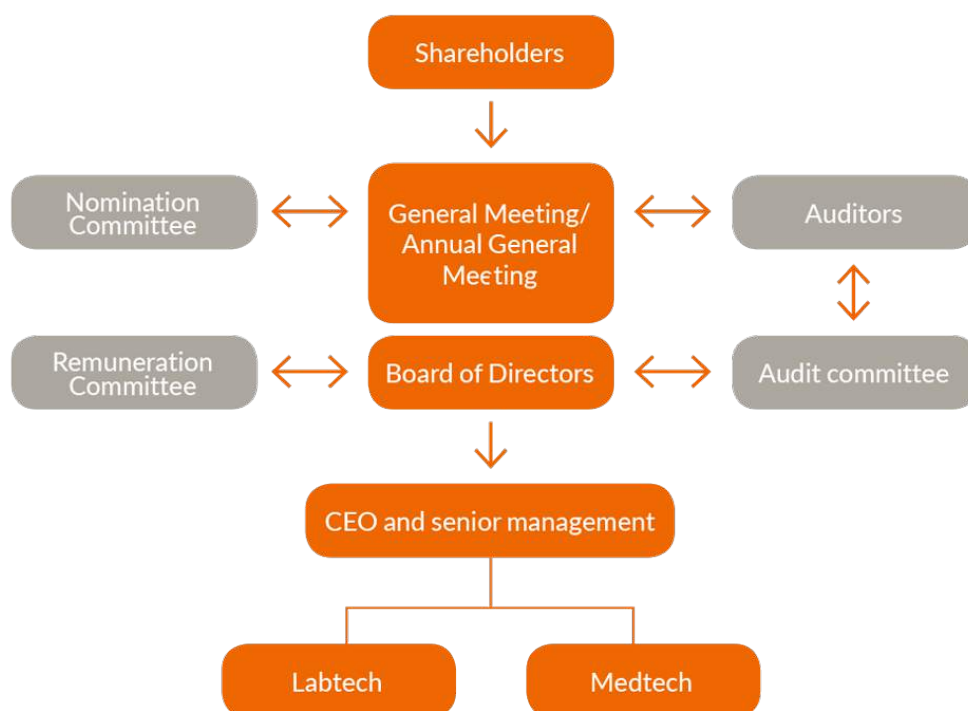 Shareholders
Nomination
Committee
General Meeting/
Annual General
Meeting
Auditors
Remuneration
Committee
Board of Directors
Audit committee
CEO and senior management
Labtech
Medtech